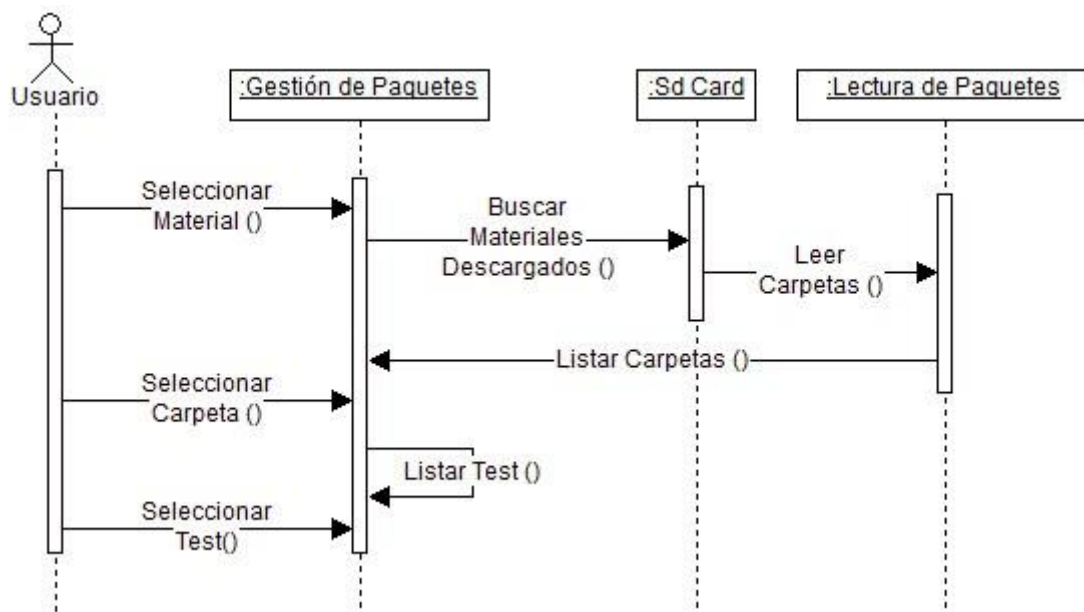 Usuario
:Gestión de Paquetes
:Sd Card
:Lectura de Paquetes
Seleccionar
Material ()
Buscar
Materiales
Descargados ()
Leer
Carpetas ()
Listar Carpetas ()
Seleccionar
Carpeta ()
Listar Test ()
Seleccionar
Test()